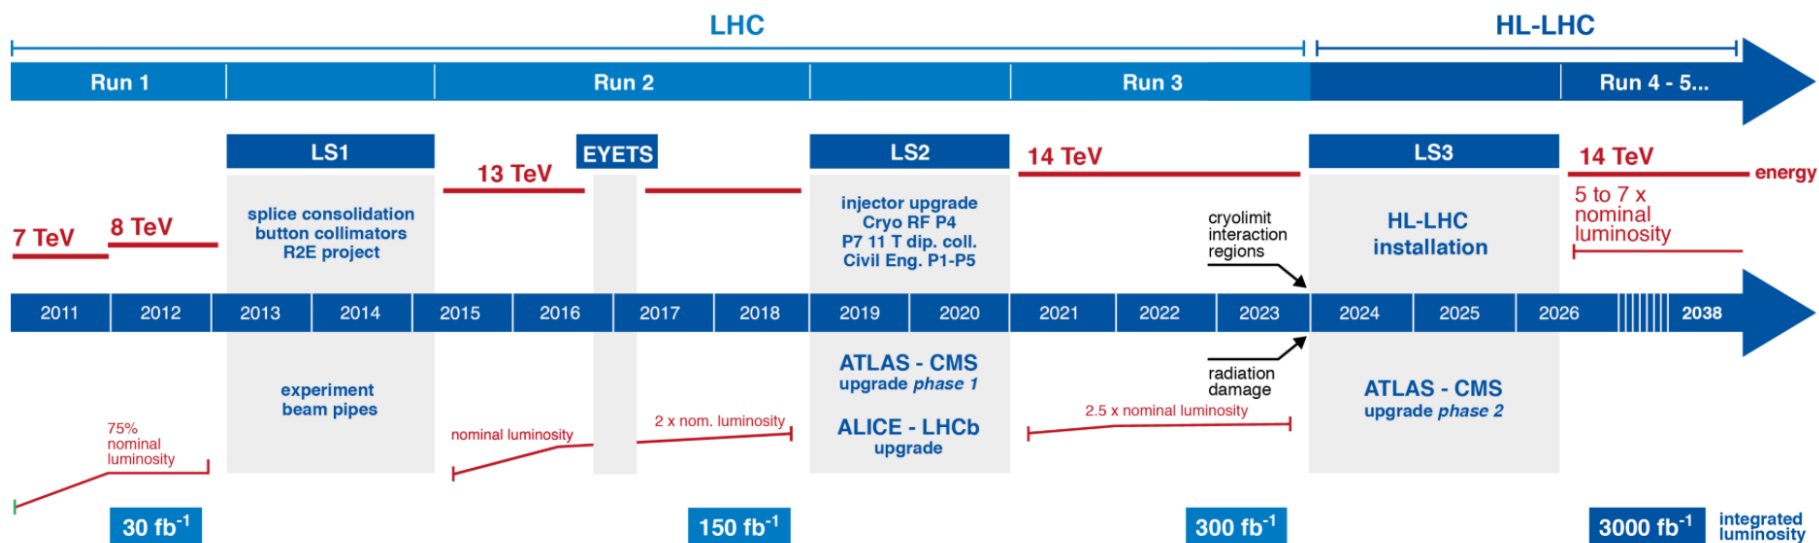 LHC
HL-LHC
Run 1
Run 2
Run 3
Run 4 - 5...
LS1
EYETS
LS2
LS3
7 TeV
8 TeV
13 TeV
14 TeV
14 TeV
energy
splice consolidation
button collimators
R2E project
injector upgrade
Cryo RF P4
P7 11 T dip. coll.
Civil Eng. P1-P5
cryolimit
interaction
regions
HL-LHC
installation
5 to 7 x
nominal
luminosity
2011
2012
2013
2014
2015
2016
2017
2018
2019
2020
2021
2022
2023
2024
2025
2026
2038
75%
nominal
luminosity
experiment
beam pipes
nominal luminosity
2 x nom. luminosity
ATLAS - CMS
upgrade phase 1
ALICE - LHCb
upgrade
2.5 x nominal luminosity
radiation
damage
ATLAS - CMS
upgrade phase 2
30 fb⁻¹
150 fb⁻¹
300 fb⁻¹
3000 fb⁻¹
integrated
luminosity